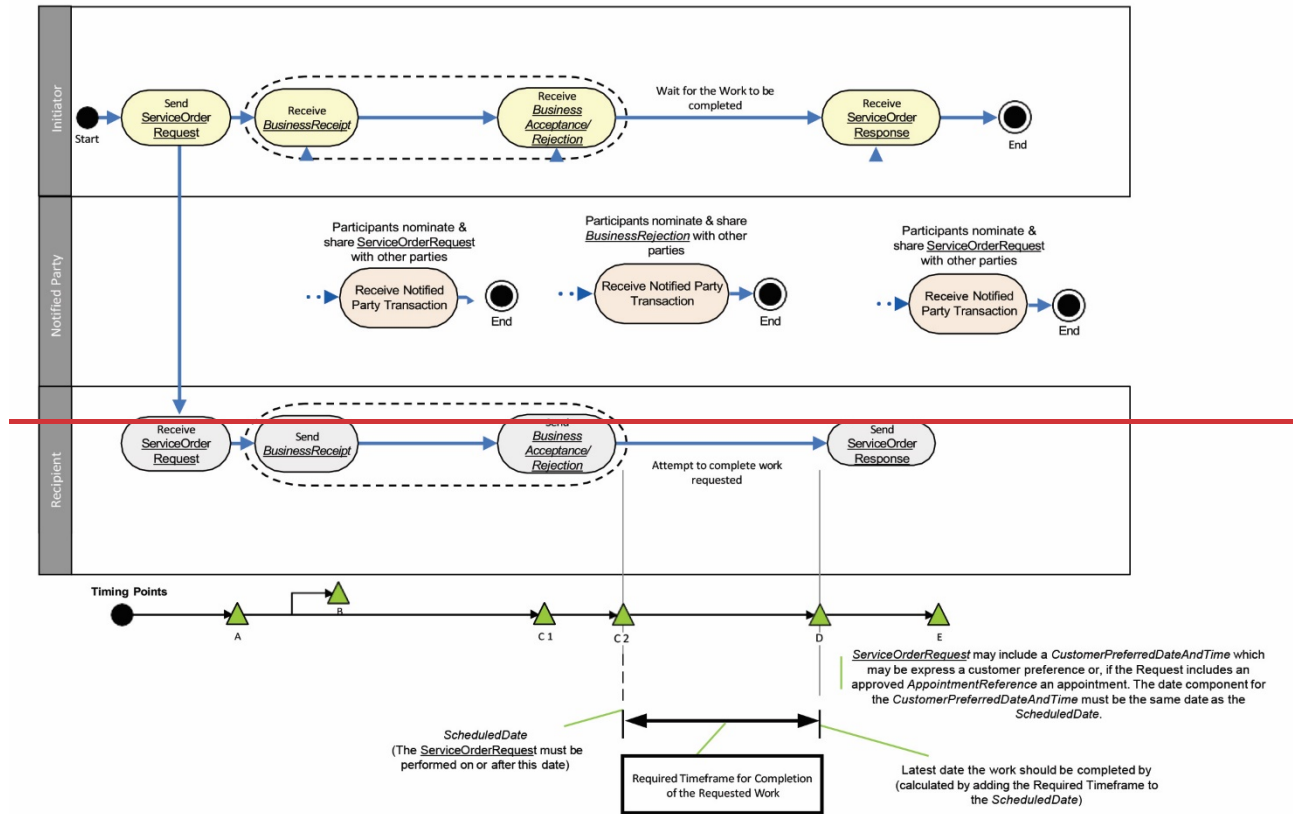 Initiator
Start
Send
ServiceOrder
Request
Receive
BusinessReceipt
Receive
Business
Acceptance/
Rejection
Wait for the Work to be
completed
Receive
ServiceOrder
Response
End
Notified Party
Participants nominate &
share ServiceOrderRequest
with other parties
Receive Notified
Party Transaction
End
Participants nominate & share
BusinessRejection with other
parties
Receive Notified Party
Transaction
End
Participants nominate &
share ServiceOrderRequest
with other parties
Receive Notified
Party Transaction
End
Recipient
Receive
ServiceOrder
Request
Send
BusinessReceipt
Send
Business
Acceptance/
Rejection
Attempt to complete work
requested
Send
ServiceOrder
Response
Timing Points
A
B
C 1
C 2
D
E
ServiceOrderRequest may include a CustomerPreferredDateAndTime which
may be express a customer preference or, if the Request includes an
approved AppointmentReference an appointment. The date component for
the CustomerPreferredDateAndTime must be the same date as the
ScheduledDate.
ScheduledDate
(The ServiceOrderRequest must be
performed on or after this date)
Required Timeframe for Completion
of the Requested Work
Latest date the work should be completed by
(calculated by adding the Required Timeframe to
the ScheduledDate)